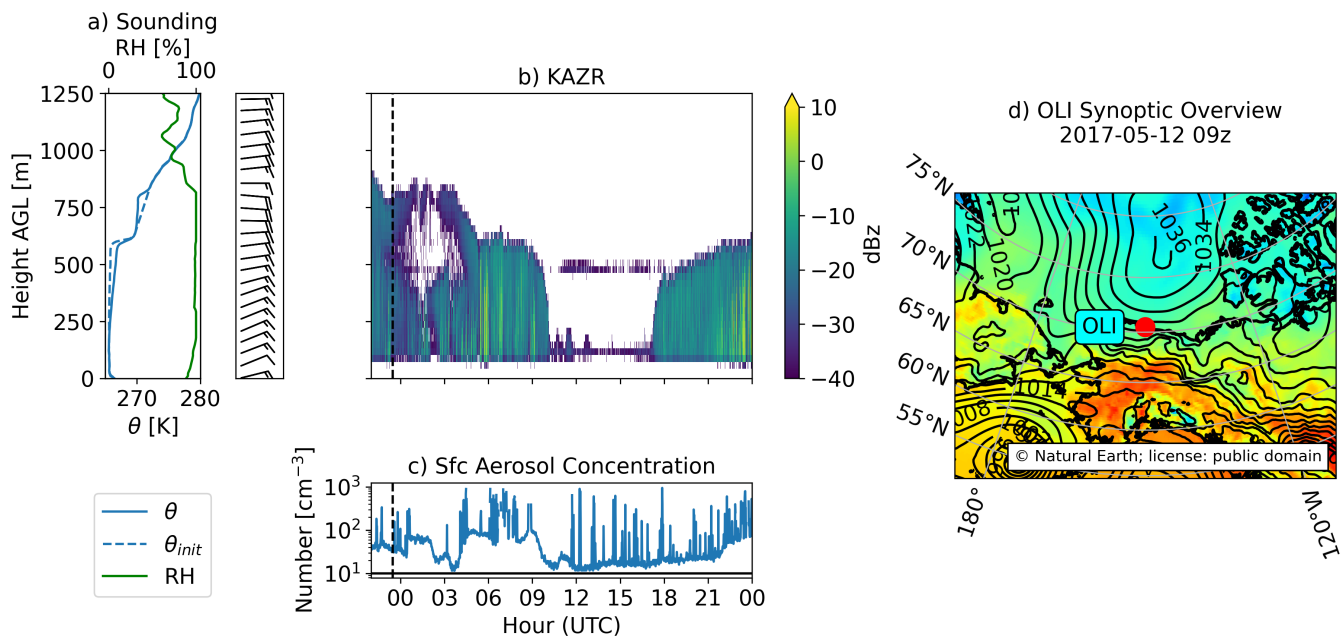 a) Sounding
RH [%]
0 100
1250
1000
750
500
250
0
Height AGL [m]
270 280
θ [K]
θ
θinit
RH
b) KAZR
10
0
−10
−20
−30
−40
dBz
c) Sfc Aerosol Concentration
Number [cm−3]
10³
10²
10¹
00 03 06 09 12 15 18 21 00
Hour (UTC)
d) OLI Synoptic Overview
2017-05-12 09z
75°N
70°N
65°N
60°N
55°N
1020
1036
1034
OLI
1014
© Natural Earth; license: public domain
180°
120°W